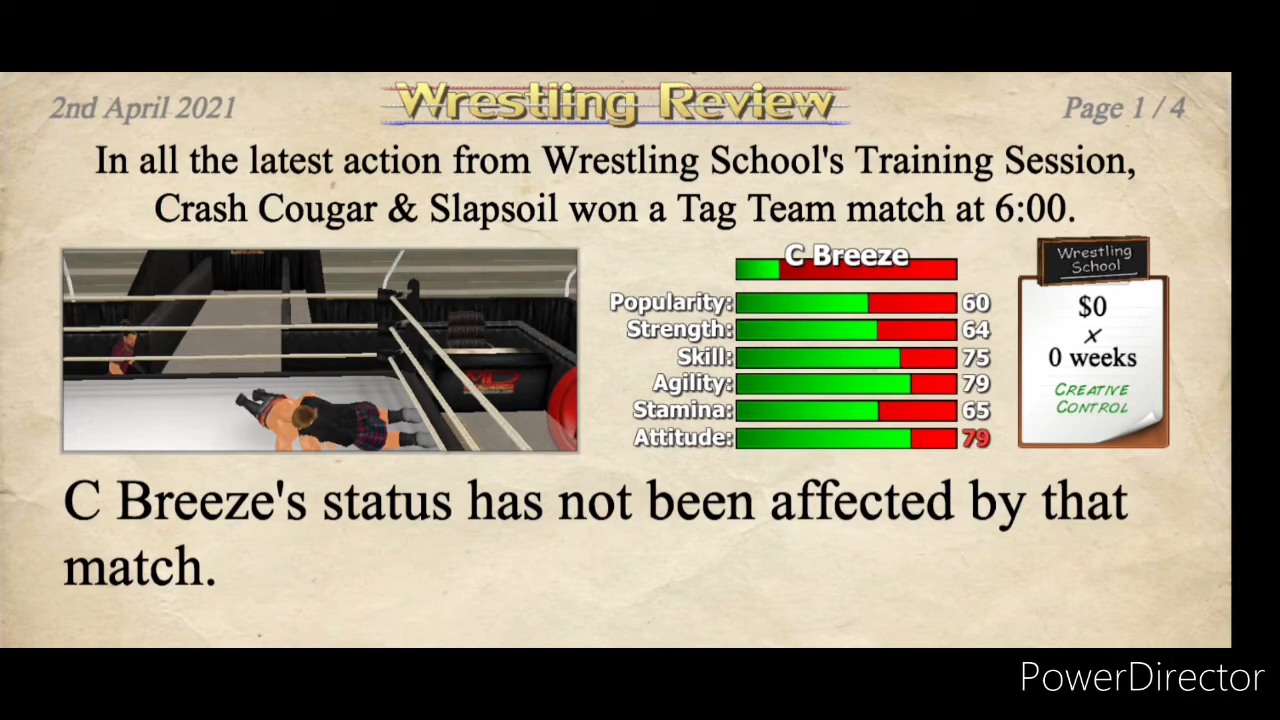 2nd April 2021
Wrestling Review
Page 1 / 4
In all the latest action from Wrestling School's Training Session,
Crash Cougar & Slapsoil won a Tag Team match at 6:00.
C Breeze
Popularity: 60
Strength: 64
Skill: 75
Agility: 79
Stamina: 65
Attitude: 79
Wrestling
School
$0
x
0 weeks
CREATIVE
CONTROL
C Breeze's status has not been affected by that
match.
PowerDirector